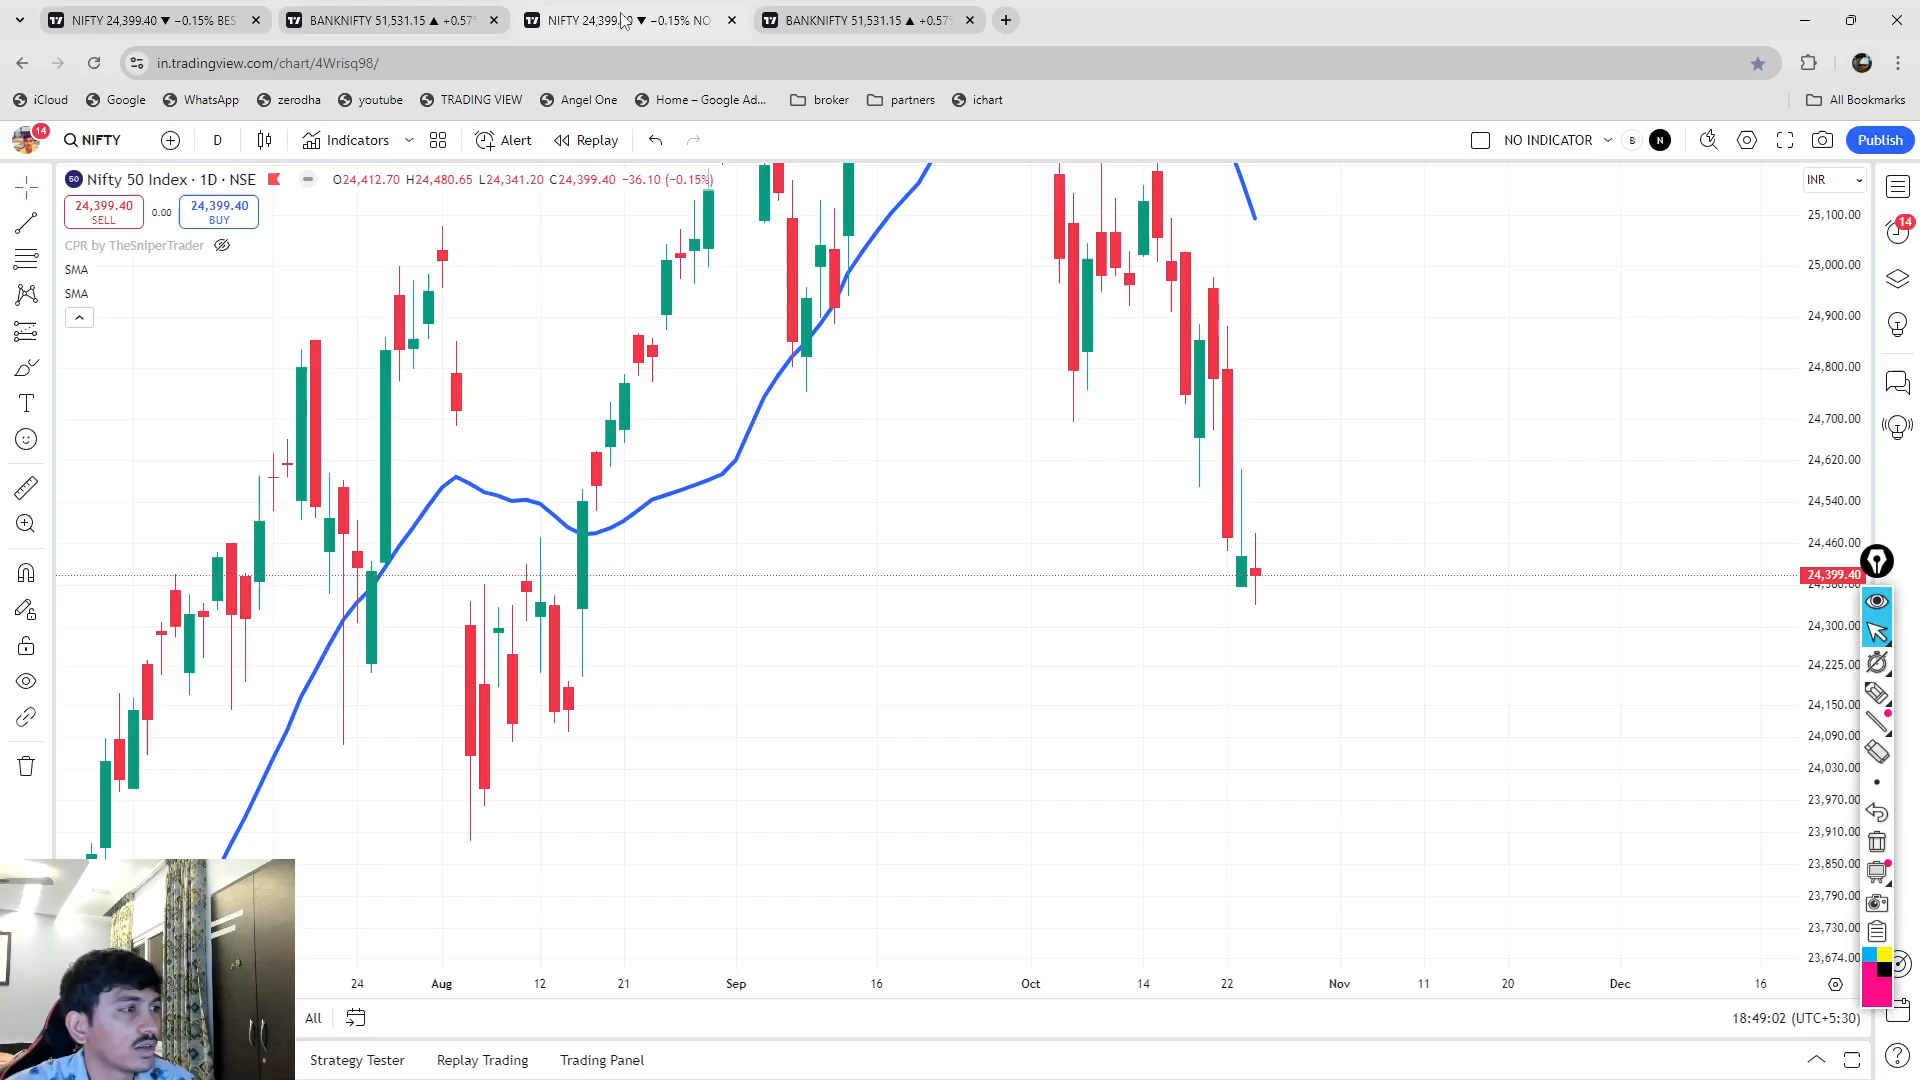 NIFTY 24,399.40 ▼ −0.15% BES
BANKNIFTY 51,531.15 ▲ +0.57%
NIFTY 24,399.40 ▼ −0.15% NO
BANKNIFTY 51,531.15 ▲ +0.57%
in.tradingview.com/chart/4Wrisq98/
iCloud
Google
WhatsApp
zerodha
youtube
TRADING VIEW
Angel One
Home – Google Ad...
broker
partners
ichart
All Bookmarks
14
NIFTY
D
Indicators
Alert
Replay
NO INDICATOR
B
N
Publish
50 Nifty 50 Index · 1D · NSE
O24,412.70 H24,480.65 L24,341.20 C24,399.40 −36.10 (−0.15%)
24,399.40
SELL
0.00
24,399.40
BUY
CPR by TheSniperTrader
SMA
SMA
INR
14
25,100.00
25,000.00
24,900.00
24,800.00
24,700.00
24,620.00
24,540.00
24,460.00
24,399.40
24,300.00
24,225.00
24,150.00
24,090.00
24,030.00
23,970.00
23,910.00
23,850.00
23,790.00
23,730.00
23,674.00
24
Aug
12
21
Sep
16
Oct
14
22
Nov
11
20
Dec
16
All
18:49:02 (UTC+5:30)
Strategy Tester
Replay Trading
Trading Panel